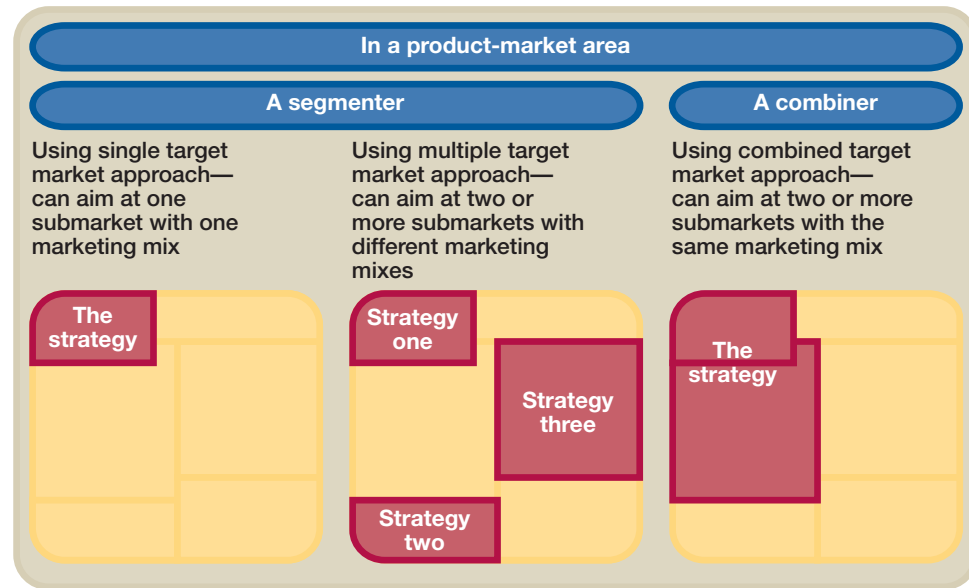 In a product-market area
A segmenter
A combiner
Using single target
market approach—
can aim at one
submarket with one
marketing mix
Using multiple target
market approach—
can aim at two or
more submarkets with
different marketing
mixes
Using combined target
market approach—
can aim at two or more
submarkets with the
same marketing mix
The
strategy
Strategy
one
Strategy
three
Strategy
two
The
strategy